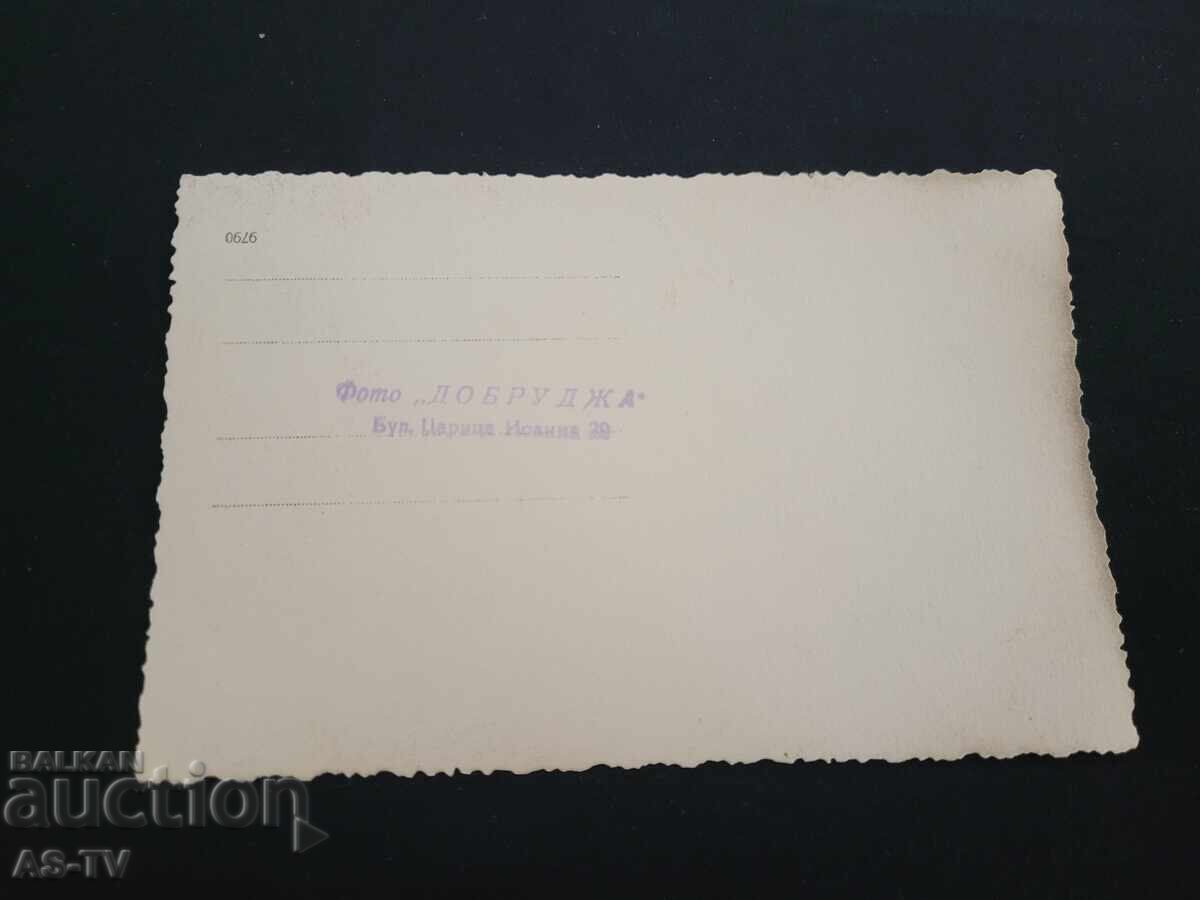 9790
Фото „ДОБРУДЖА“
Бул. Царица Иоанна 29
BALKAN
auction
AS-TV